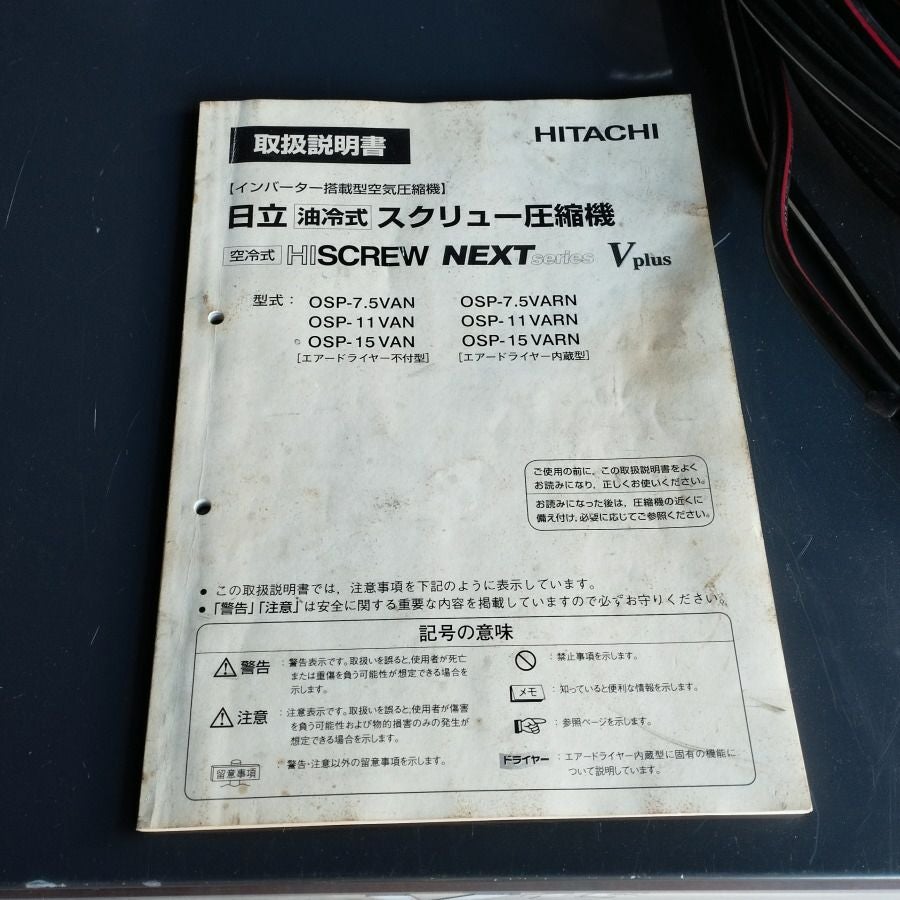 取扱説明書
HITACHI
【インバーター搭載型空気圧縮機】
日立 油冷式 スクリュー圧縮機
空冷式 HISCREW NEXT series Vplus
型式： OSP-7.5VAN OSP-7.5VARN
OSP-11VAN OSP-11VARN
OSP-15VAN OSP-15VARN
［エアードライヤー不付型］ ［エアードライヤー内蔵型］
ご使用の前に、この取扱説明書をよく
お読みになり、正しくお使いください。
お読みになった後は、圧縮機の近くに
備え付け、必要に応じてご参照ください。
● この取扱説明書では、注意事項を下記のように表示しています。
● 「警告」「注意」は安全に関する重要な内容を掲載していますので必ずお守りください。
記号の意味
警告 ：警告表示です。取扱いを誤ると、使用者が死亡
または重傷を負う可能性が想定できる場合を
示します。
注意 ：注意表示です。取扱いを誤ると、使用者が傷害
を負う可能性および物的損害のみの発生が
想定できる場合を示します。
留意事項 ：警告・注意以外の留意事項を示します。
：禁止事項を示します。
メモ ：知っていると便利な情報を示します。
：参照ページを示します。
ドライヤー ：エアードライヤー内蔵型に固有の機能に
ついて説明しています。